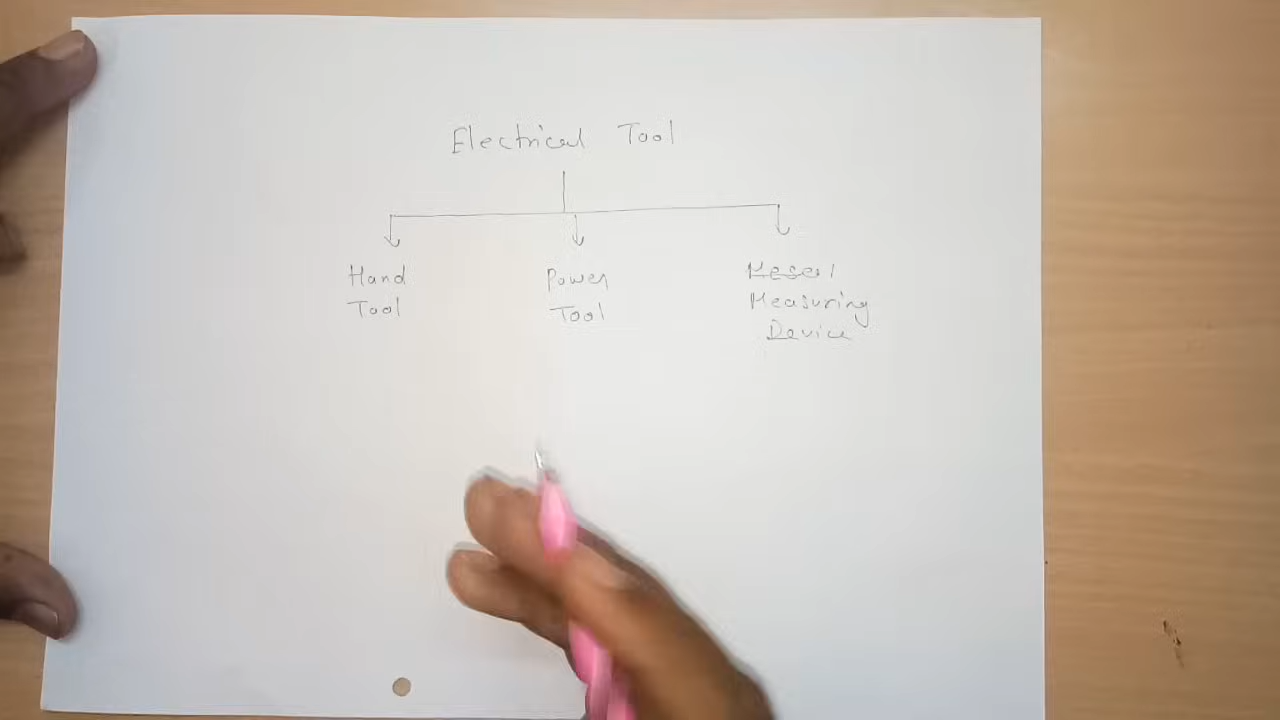 Electrical Tool
Hand
Tool
Power
Tool
Measuring
Device